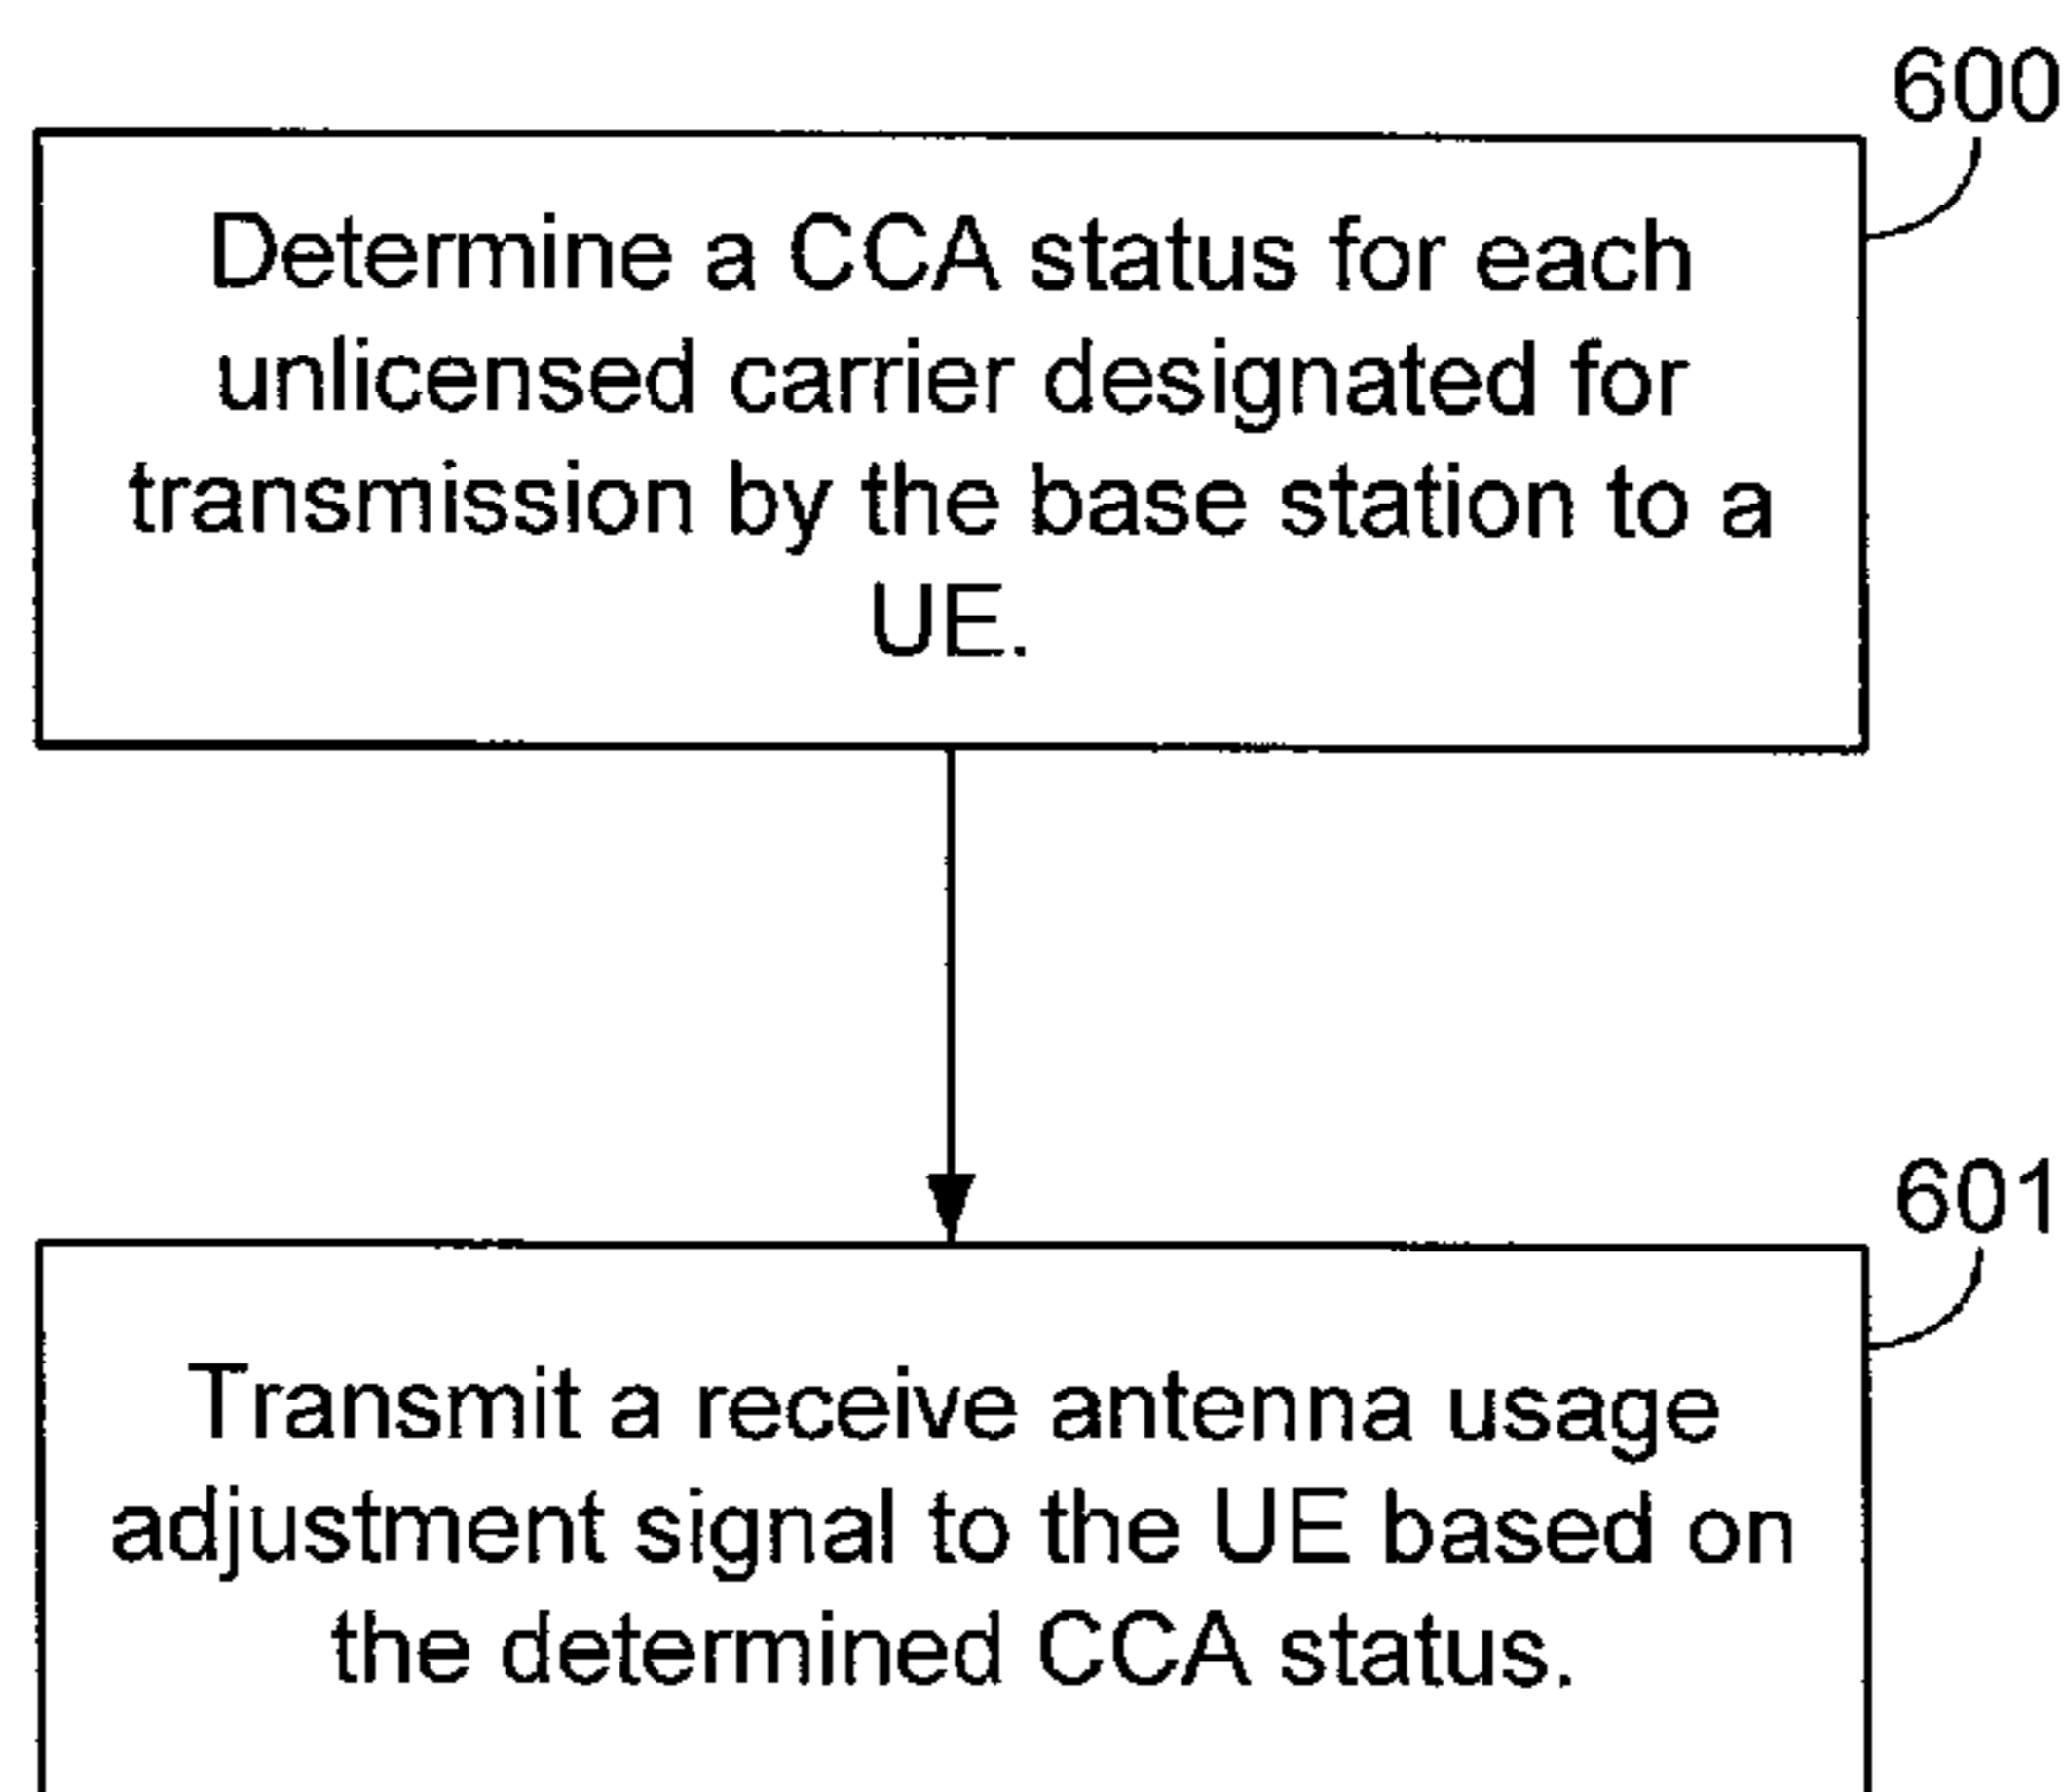 600
Determine a CCA status for each
unlicensed carrier designated for
transmission by the base station to a
UE.
601
Transmit a receive antenna usage
adjustment signal to the UE based on
the determined CCA status.